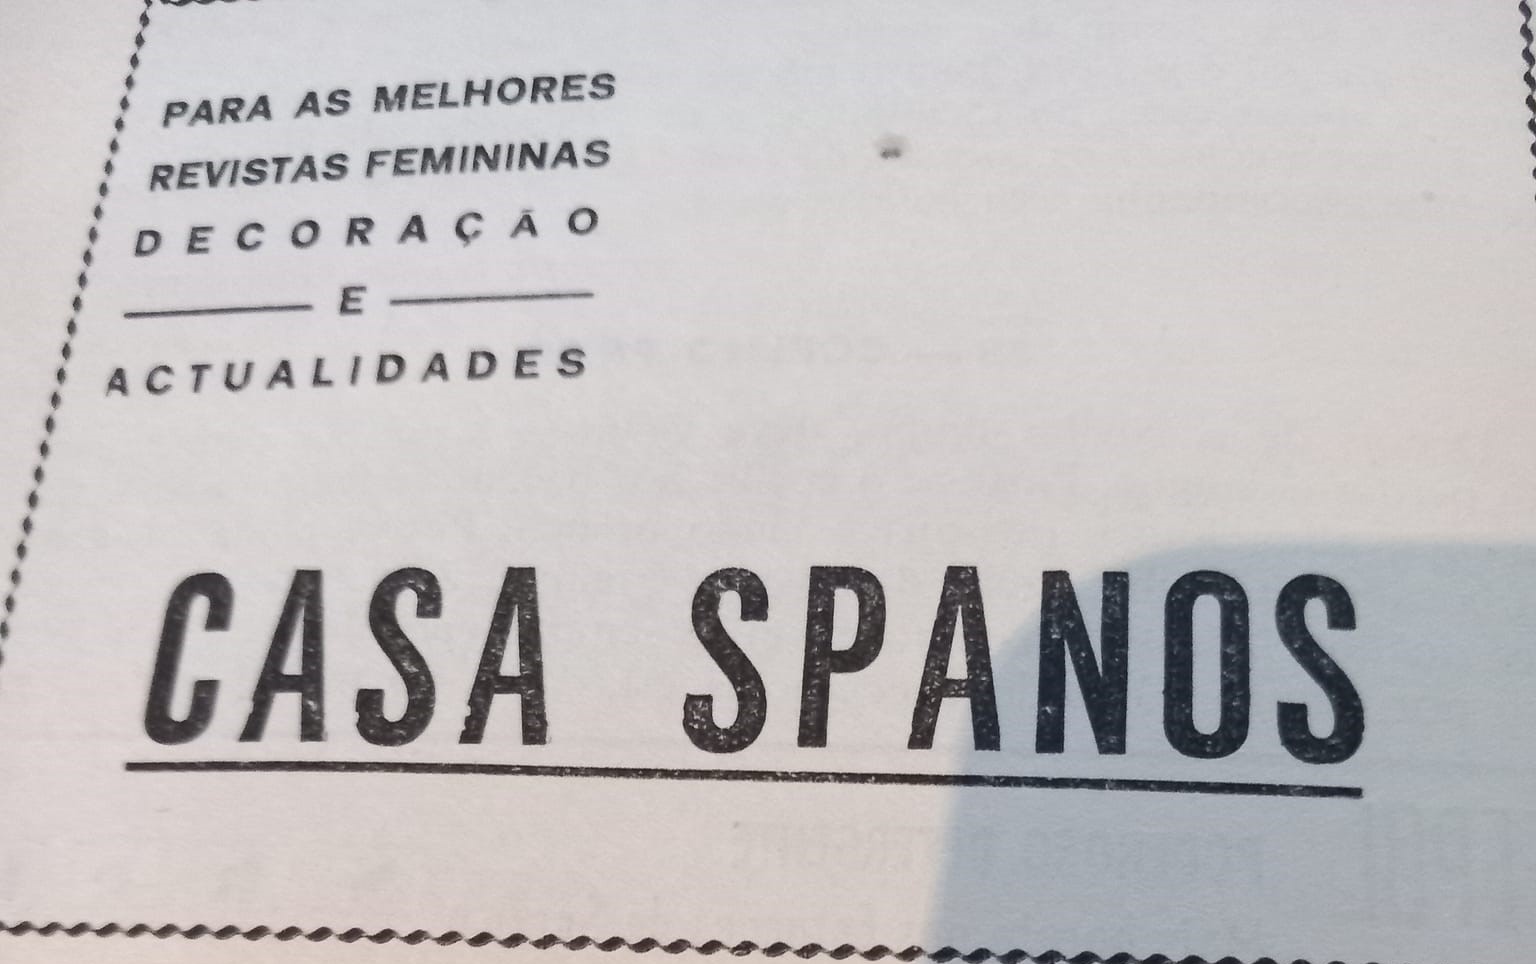 PARA AS MELHORES
REVISTAS FEMININAS
DECORAÇÃO
E
ACTUALIDADES
CASA SPANOS